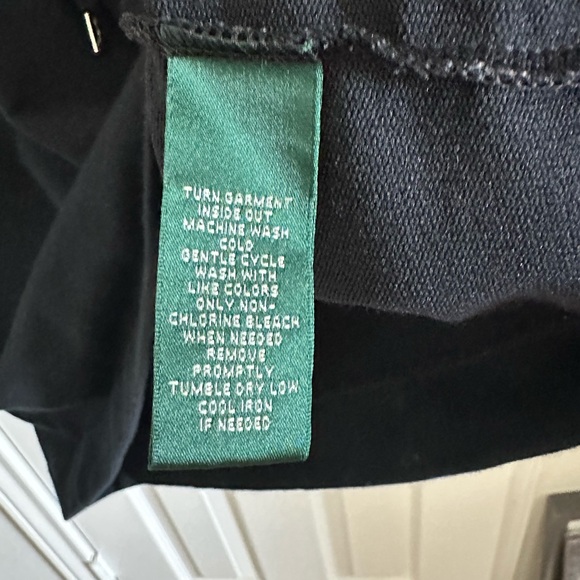 TURN GARMENT
INSIDE OUT
MACHINE WASH
COLD
GENTLE CYCLE
WASH WITH
LIKE COLORS
ONLY NON-
CHLORINE BLEACH
WHEN NEEDED
REMOVE
PROMPTLY
TUMBLE DRY LOW
COOL IRON
IF NEEDED